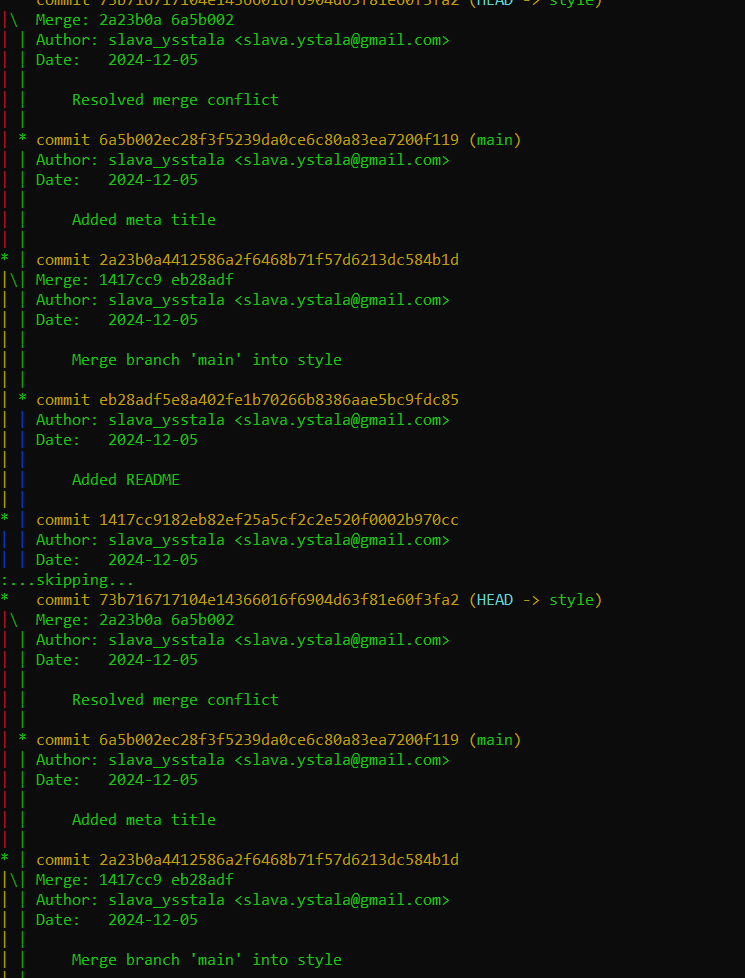 commit 73b716717104e14366016f6904d63f81e60f3fa2 (HEAD -> style)
|\  Merge: 2a23b0a 6a5b002
| | Author: slava_ysstala <slava.ystala@gmail.com>
| | Date:   2024-12-05
| |
| |     Resolved merge conflict
| |
| * commit 6a5b002ec28f3f5239da0ce6c80a83ea7200f119 (main)
| | Author: slava_ysstala <slava.ystala@gmail.com>
| | Date:   2024-12-05
| |
| |     Added meta title
| |
* | commit 2a23b0a4412586a2f6468b71f57d6213dc584b1d
|\| Merge: 1417cc9 eb28adf
| | Author: slava_ysstala <slava.ystala@gmail.com>
| | Date:   2024-12-05
| |
| |     Merge branch 'main' into style
| |
| * commit eb28adf5e8a402fe1b70266b8386aae5bc9fdc85
| | Author: slava_ysstala <slava.ystala@gmail.com>
| | Date:   2024-12-05
| |
| |     Added README
| |
* | commit 1417cc9182eb82ef25a5cf2c2e520f0002b970cc
| | Author: slava_ysstala <slava.ystala@gmail.com>
| | Date:   2024-12-05
:...skipping...
*   commit 73b716717104e14366016f6904d63f81e60f3fa2 (HEAD -> style)
|\  Merge: 2a23b0a 6a5b002
| | Author: slava_ysstala <slava.ystala@gmail.com>
| | Date:   2024-12-05
| |
| |     Resolved merge conflict
| |
| * commit 6a5b002ec28f3f5239da0ce6c80a83ea7200f119 (main)
| | Author: slava_ysstala <slava.ystala@gmail.com>
| | Date:   2024-12-05
| |
| |     Added meta title
| |
* | commit 2a23b0a4412586a2f6468b71f57d6213dc584b1d
|\| Merge: 1417cc9 eb28adf
| | Author: slava_ysstala <slava.ystala@gmail.com>
| | Date:   2024-12-05
| |
| |     Merge branch 'main' into style